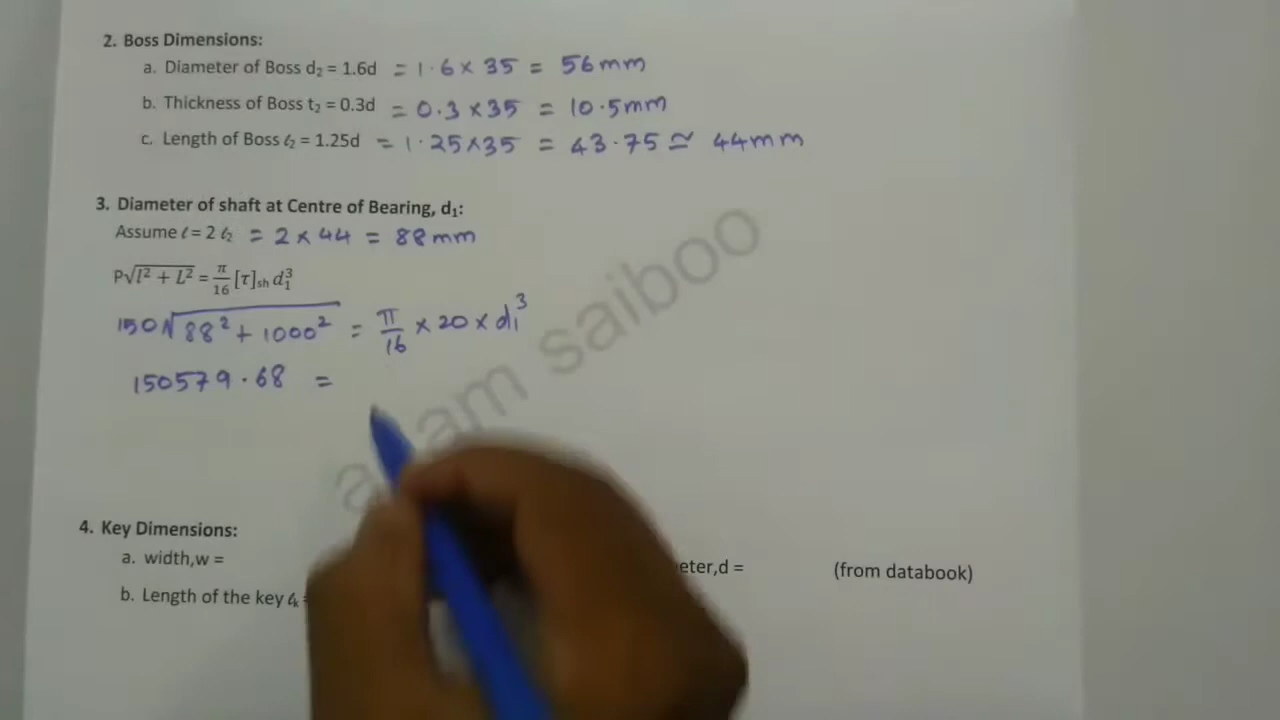 2. Boss Dimensions:
a. Diameter of Boss d₂ = 1.6d = 1.6 × 35 = 56mm
b. Thickness of Boss t₂ = 0.3d = 0.3 × 35 = 10.5mm
c. Length of Boss ℓ₂ = 1.25d = 1.25 × 35 = 43.75 ≅ 44mm
3. Diameter of shaft at Centre of Bearing, d₁:
Assume ℓ = 2 ℓ₂ = 2 × 44 = 88mm
P√(l² + L²) = π/16 [τ]sh d₁³
150√(88² + 1000²) = π/16 × 20 × d₁³
150579.68 =
saiboo
4. Key Dimensions:
a. width,w = eter,d = (from databook)
b. Length of the key ℓₖ